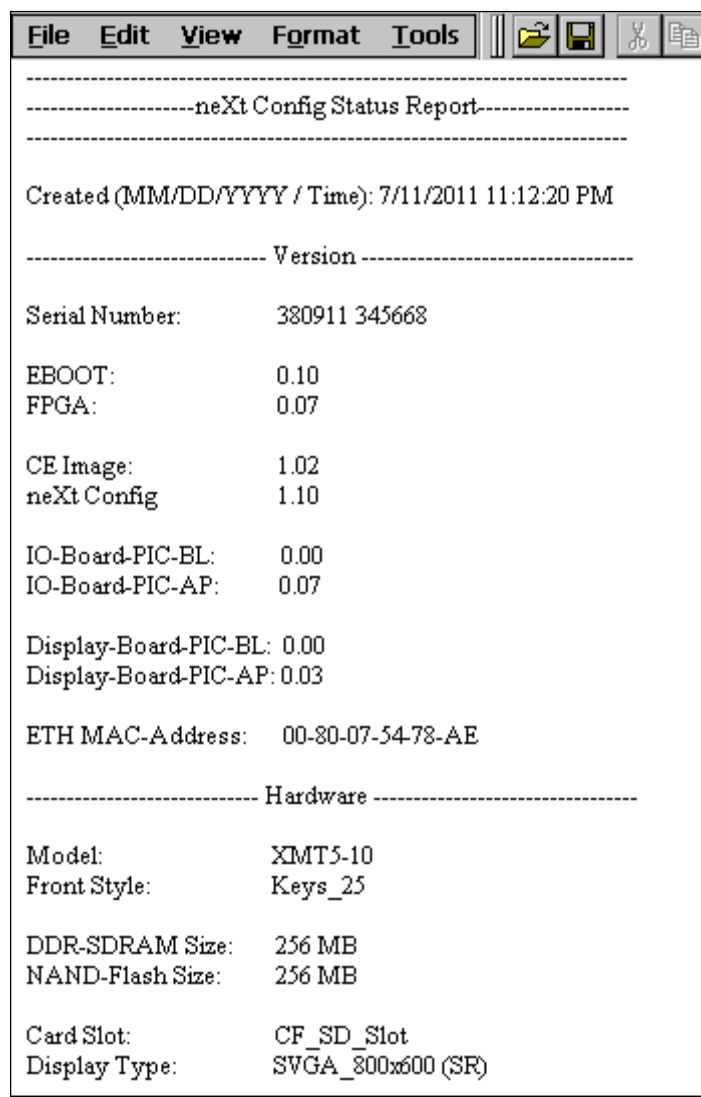 File Edit View Format Tools
---------------------------------------------------------------------------
------------------------neXt Config Status Report-------------------
---------------------------------------------------------------------------
Created (MM/DD/YYYY / Time): 7/11/2011 11:12:20 PM
------------------------------ Version ----------------------------------
Serial Number: 380911 345668
EBOOT: 0.10
FPGA: 0.07
CE Image: 1.02
neXt Config 1.10
IO-Board-PIC-BL: 0.00
IO-Board-PIC-AP: 0.07
Display-Board-PIC-BL: 0.00
Display-Board-PIC-AP: 0.03
ETH MAC-Address: 00-80-07-54-78-AE
----------------------------- Hardware ---------------------------------
Model: XMT5-10
Front Style: Keys_25
DDR-SDRAM Size: 256 MB
NAND-Flash Size: 256 MB
Card Slot: CF_SD_Slot
Display Type: SVGA_800x600 (SR)